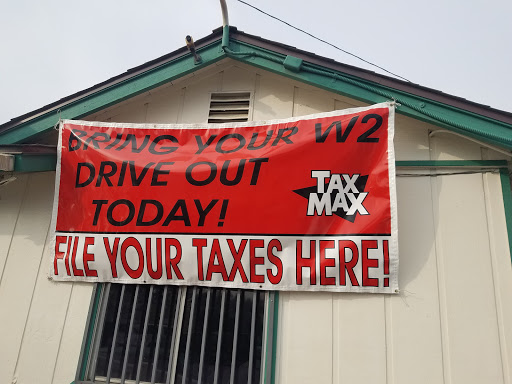 BRING YOUR W2
DRIVE OUT
TODAY!
TAX
MAX
FILE YOUR TAXES HERE!